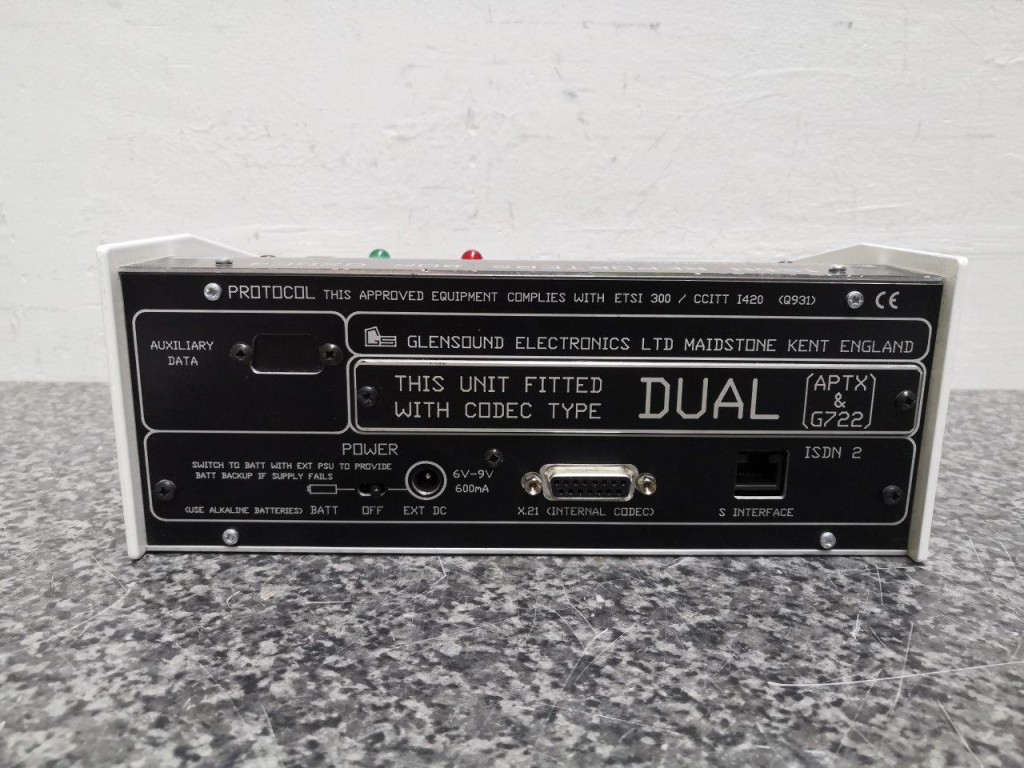 PROTOCOL THIS APPROVED EQUIPMENT COMPLIES WITH ETSI 300 / CCITT I420 (Q931) CE
AUXILIARY
DATA
GS GLENSOUND ELECTRONICS LTD MAIDSTONE KENT ENGLAND
THIS UNIT FITTED
WITH CODEC TYPE
DUAL
(APTX)
&
(G722)
POWER
SWITCH TO BATT WITH EXT PSU TO PROVIDE
BATT BACKUP IF SUPPLY FAILS
6V-9V
600mA
(USE ALKALINE BATTERIES) BATT OFF EXT DC
X.21 (INTERNAL CODEC)
ISDN 2
S INTERFACE